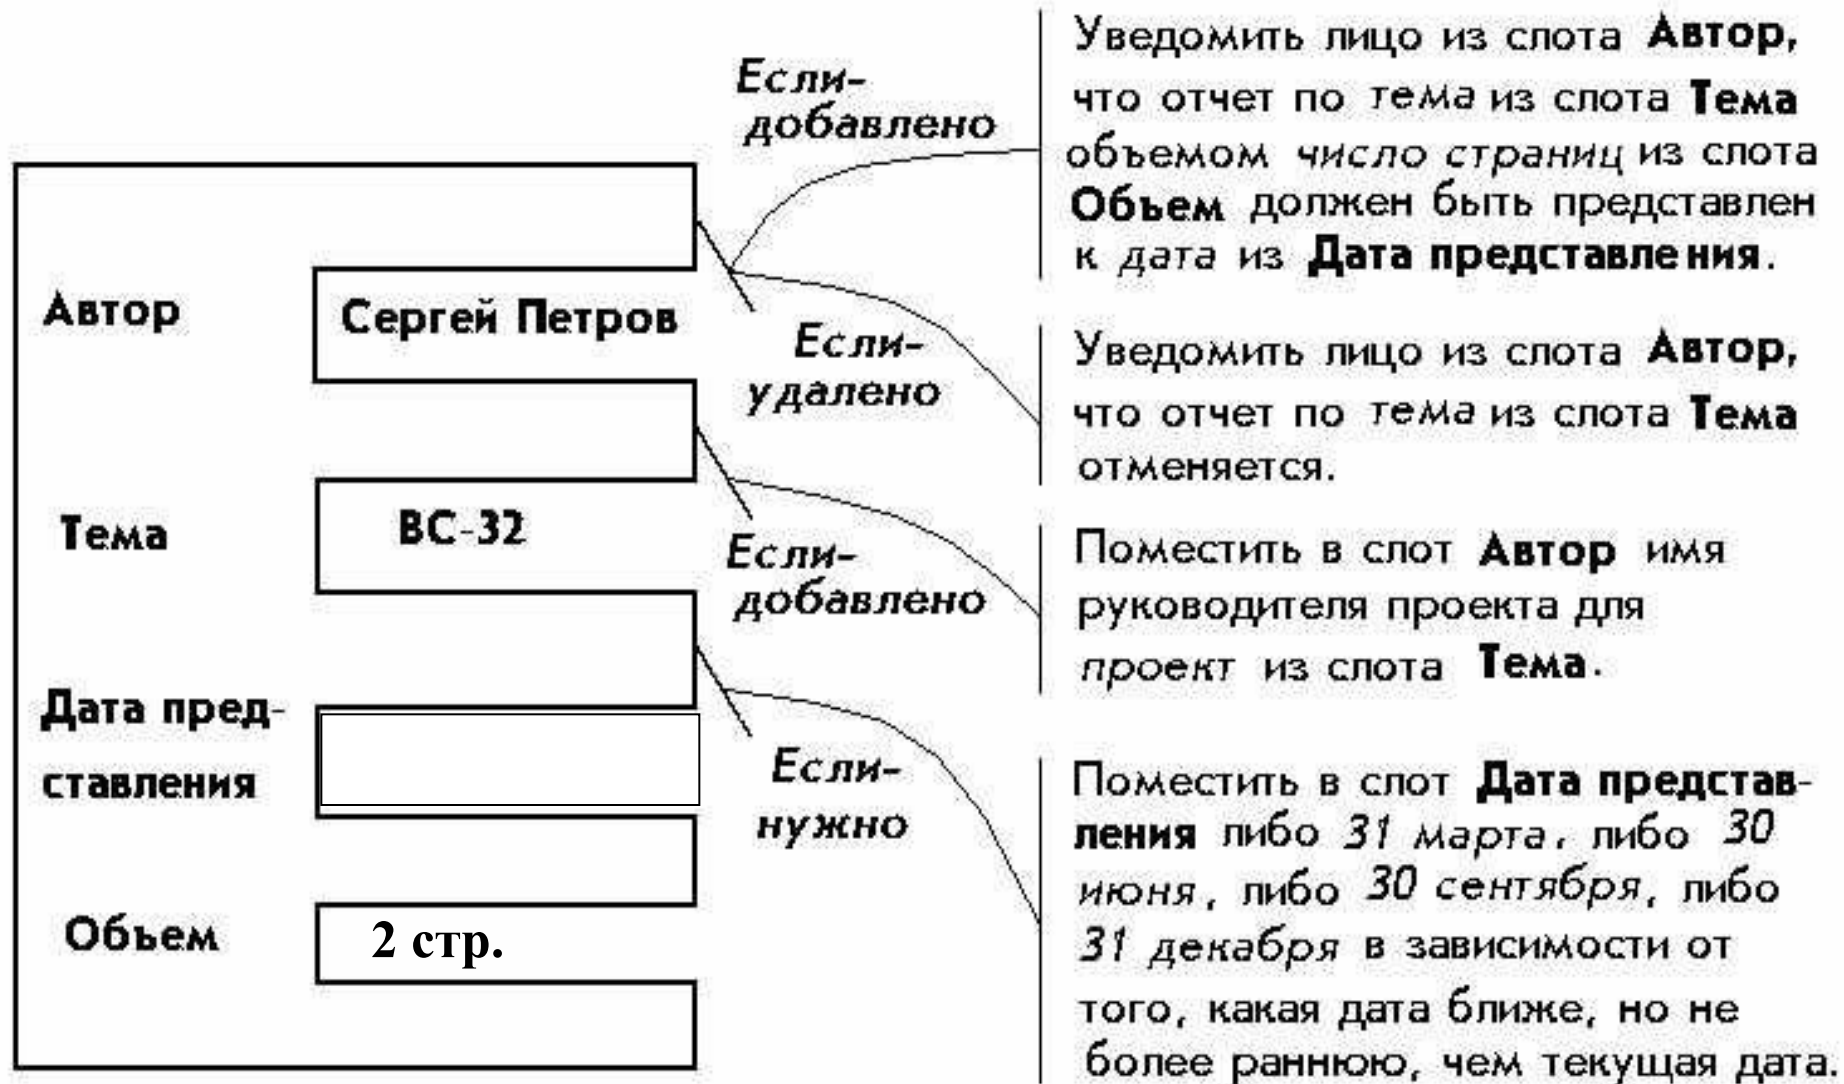 Автор
Сергей Петров
Тема
ВС-32
Дата пред-
ставления
Объем
2 стр.
Если-
добавлено
Если-
удалено
Если-
добавлено
Если-
нужно
Уведомить лицо из слота Автор,
что отчет по тема из слота Тема
объемом число страниц из слота
Объем должен быть представлен
к дата из Дата представления.
Уведомить лицо из слота Автор,
что отчет по тема из слота Тема
отменяется.
Поместить в слот Автор имя
руководителя проекта для
проект из слота Тема.
Поместить в слот Дата представ-
ления либо 31 марта, либо 30
июня, либо 30 сентября, либо
31 декабря в зависимости от
того, какая дата ближе, но не
более раннюю, чем текущая дата.